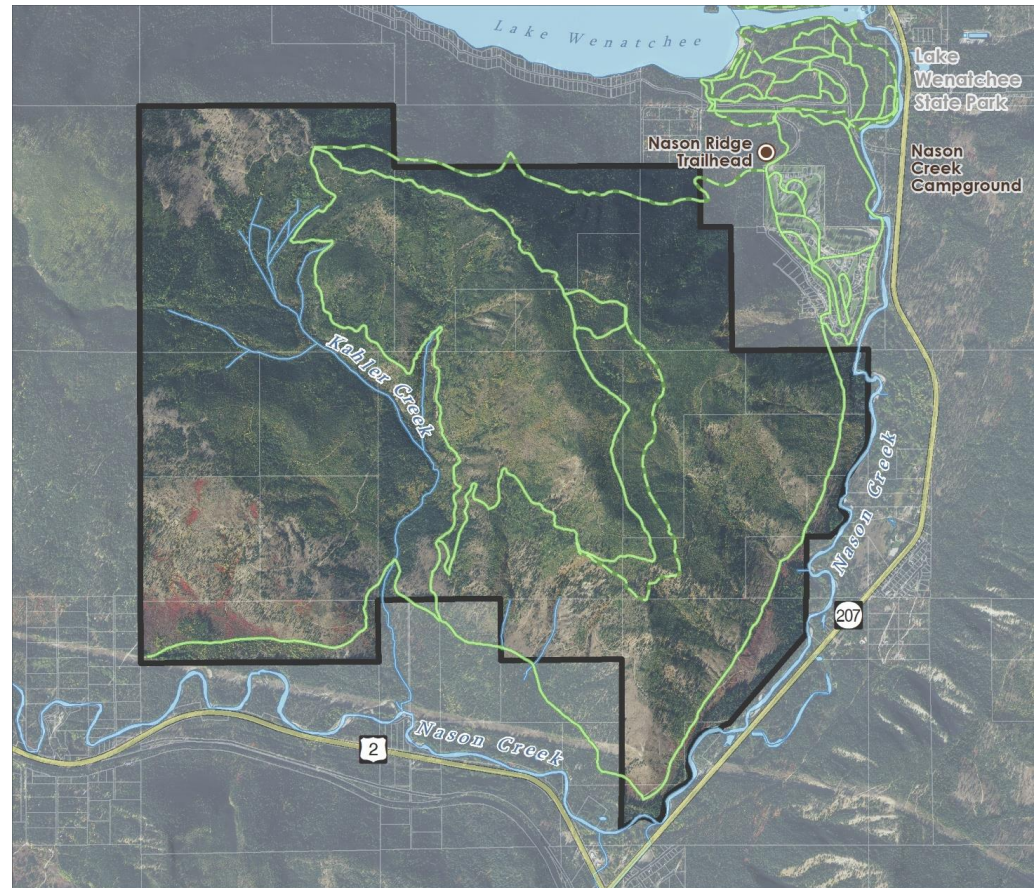 Lake Wenatchee
Lake
Wenatchee
State Park
Nason Ridge
Trailhead
Nason
Creek
Campground
Kahler Creek
Nason Creek
207
Nason Creek
2